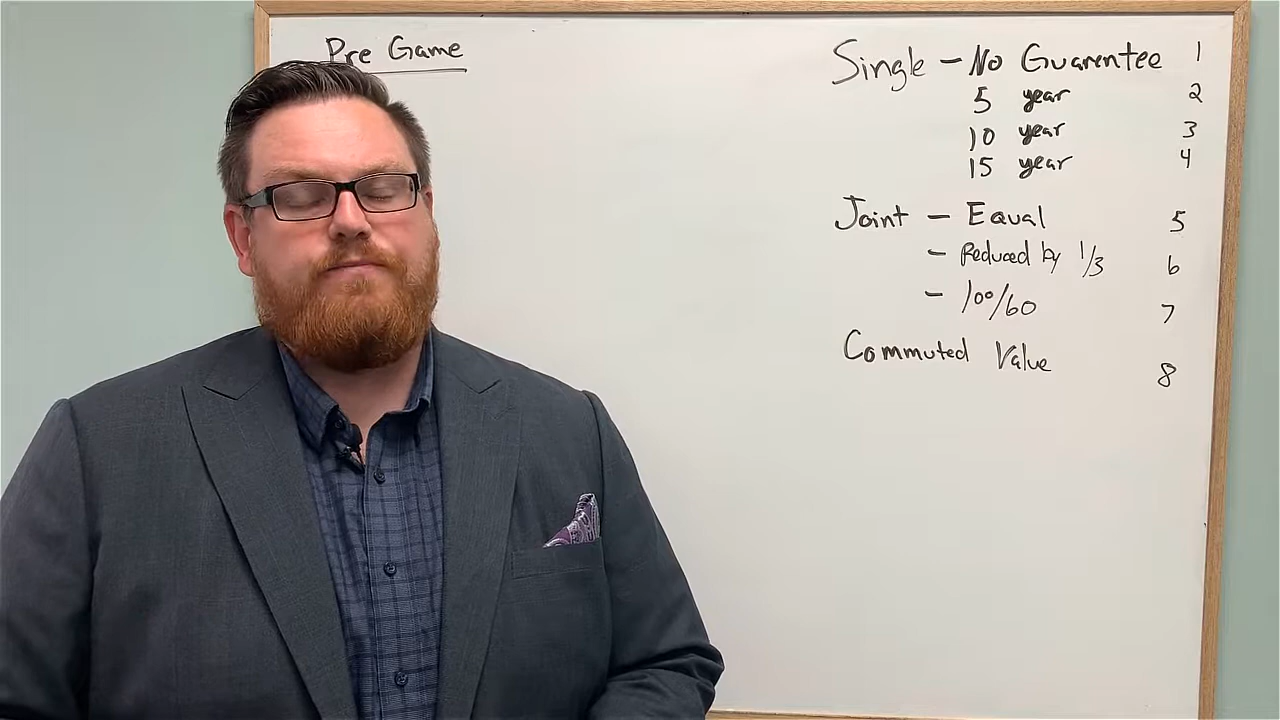 Pre Game
Single - No Guarentee 1
5 year 2
10 year 3
15 year 4
Joint - Equal 5
- Reduced by 1/3 6
- 100/60 7
Commuted Value 8